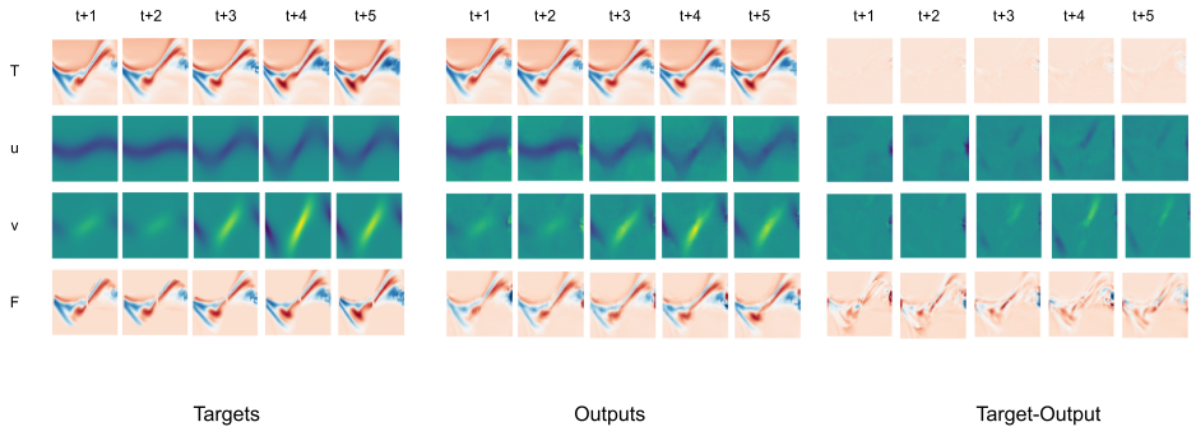 t+1 t+2 t+3 t+4 t+5 t+1 t+2 t+3 t+4 t+5 t+1 t+2 t+3 t+4 t+5
T
u
v
F
Targets Outputs Target-Output